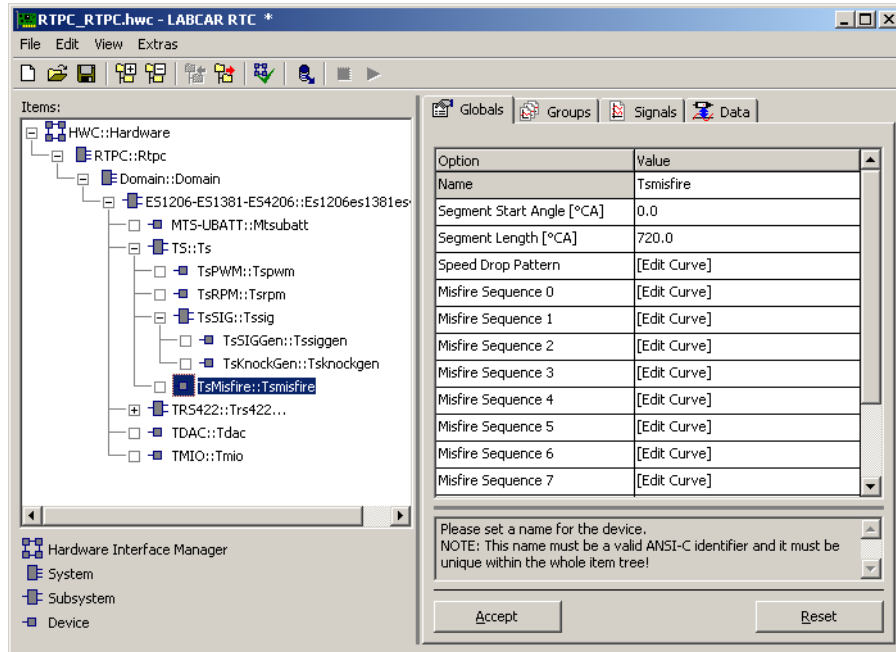 RTPC_RTPC.hwc - LABCAR RTC *
File Edit View Extras
Items:
HWC::Hardware
RTPC::Rtpc
Domain::Domain
ES1206-ES1381-ES4206::Es1206es1381es
MTS-UBATT::Mtsubatt
TS::Ts
TsPWM::Tspwm
TsRPM::Tsrpm
TsSIG::Tssig
TsSIGGen::Tssiggen
TsKnockGen::Tsknockgen
TsMisfire::Tsmisfire
TRS422::Trs422...
TDAC::Tdac
TMIO::Tmio
Hardware Interface Manager
System
Subsystem
Device
Globals Groups Signals Data
Option Value
Name Tsmisfire
Segment Start Angle [°CA] 0.0
Segment Length [°CA] 720.0
Speed Drop Pattern [Edit Curve]
Misfire Sequence 0 [Edit Curve]
Misfire Sequence 1 [Edit Curve]
Misfire Sequence 2 [Edit Curve]
Misfire Sequence 3 [Edit Curve]
Misfire Sequence 4 [Edit Curve]
Misfire Sequence 5 [Edit Curve]
Misfire Sequence 6 [Edit Curve]
Misfire Sequence 7 [Edit Curve]
Please set a name for the device.
NOTE: This name must be a valid ANSI-C identifier and it must be
unique within the whole item tree!
Accept Reset